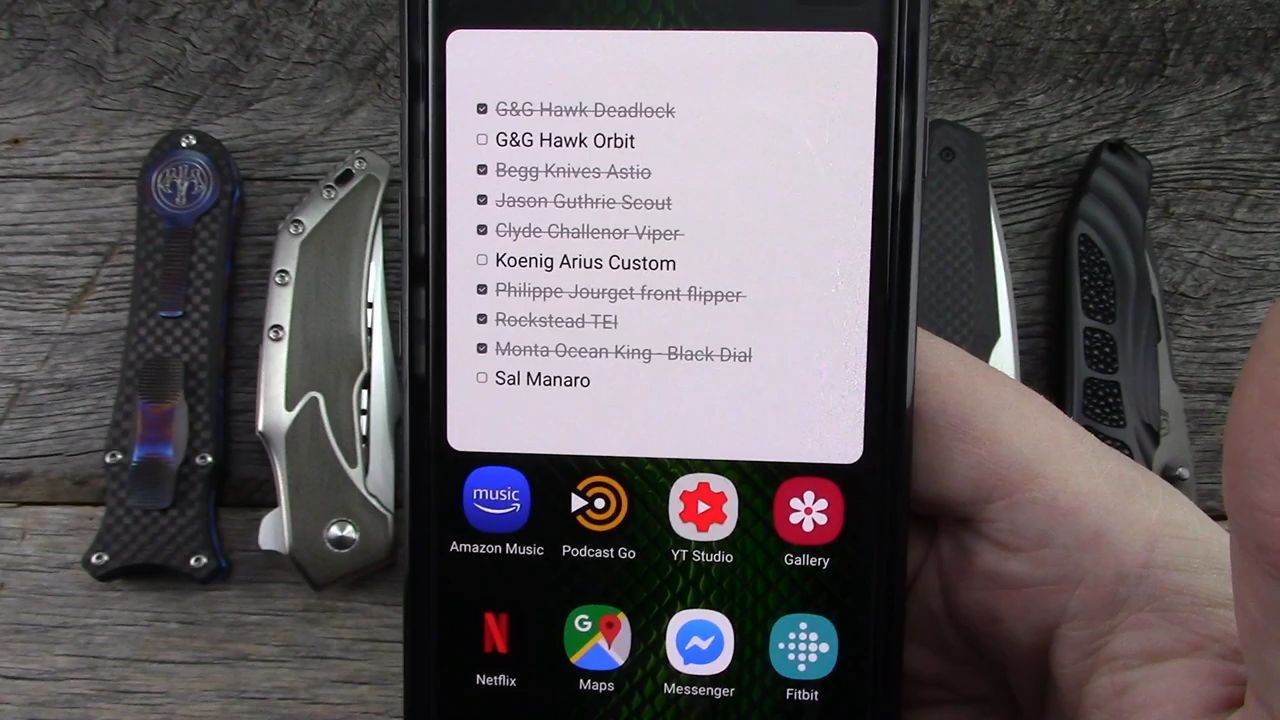 G&G Hawk Deadlock
G&G Hawk Orbit
Begg Knives Astio
Jason Guthrie Scout
Clyde Challenor Viper
Koenig Arius Custom
Philippe Jourget front flipper
Rockstead TEI
Monta Ocean King - Black Dial
Sal Manaro
music
Amazon Music
Podcast Go
YT Studio
Gallery
N
G
Netflix
Maps
Messenger
Fitbit